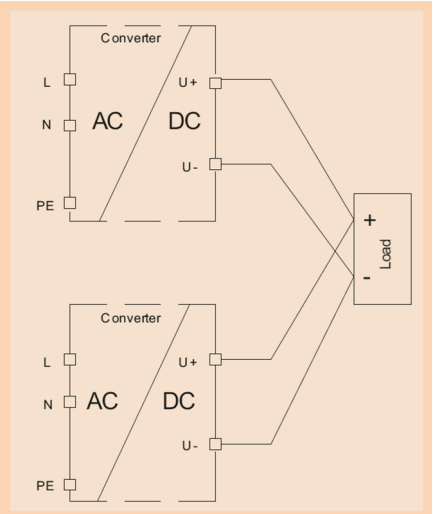 Converter
L
U+
N
AC
DC
U-
PE
+
Load
-
Converter
L
U+
N
AC
DC
U-
PE